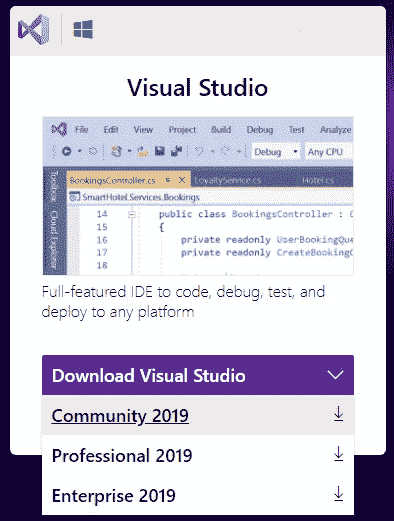 Visual Studio
File Edit View Project Build Debug Test Analyze
Debug Any CPU
Toolbox
Cloud Explorer
BookingsController.cs LoyaltyService.cs Hotel.cs
SmartHotel.Services.Bookings
14 public class BookingsController :
15 {
16 private readonly UserBookingQue
17 private readonly CreateBookingC
18
Full-featured IDE to code, debug, test, and
deploy to any platform
Download Visual Studio
Community 2019
Professional 2019
Enterprise 2019